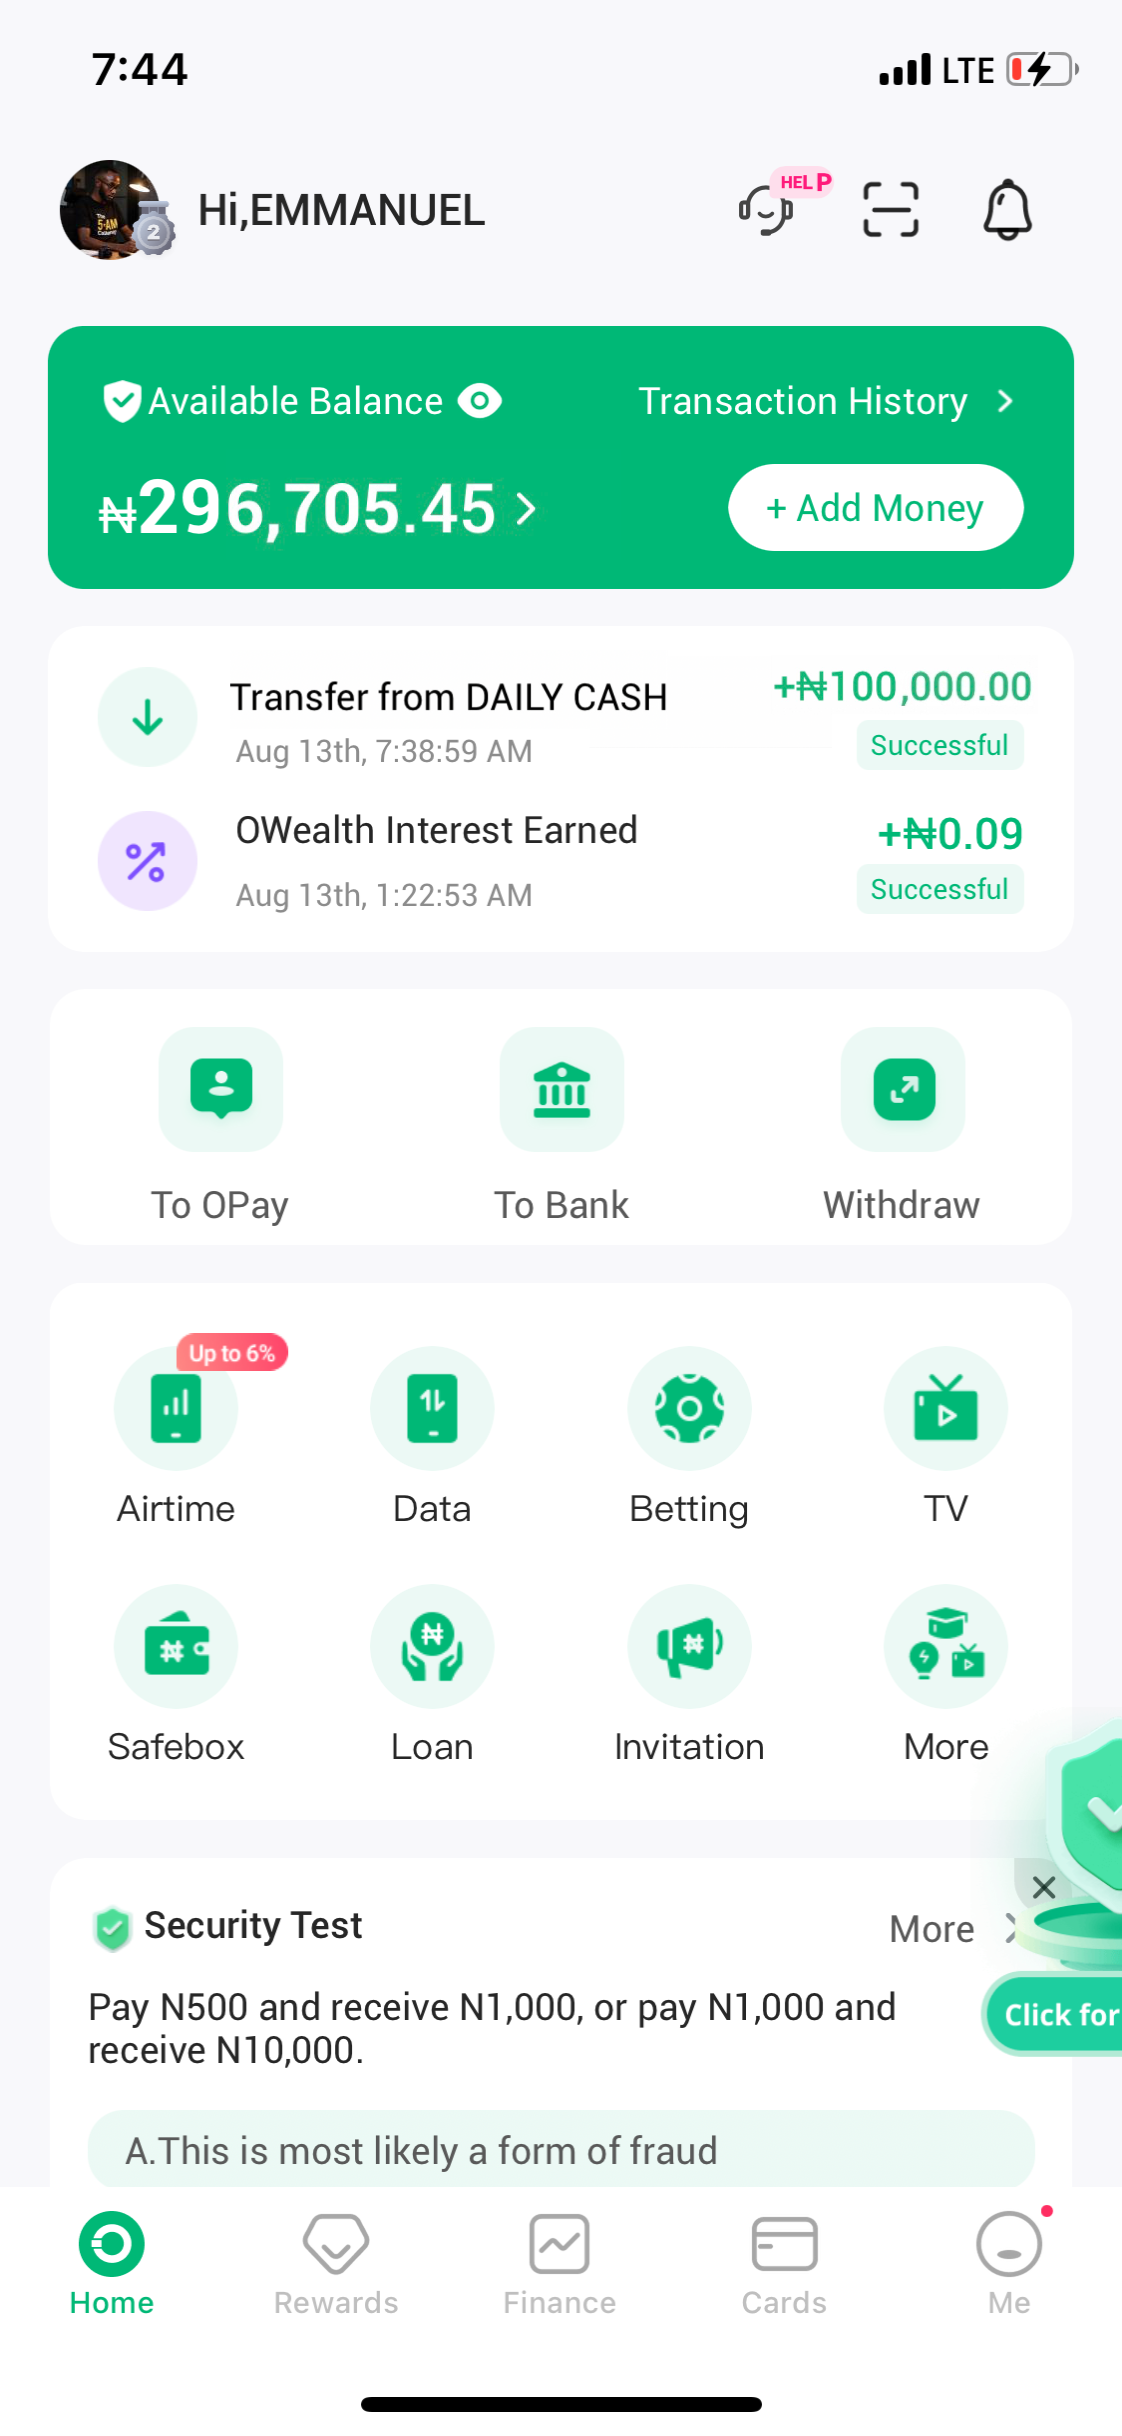 7:44
LTE
Hi,EMMANUEL
HELP
2
The
5·AM
Available Balance
Transaction History
₦296,705.45
+ Add Money
Transfer from DAILY CASH
+₦100,000.00
Aug 13th, 7:38:59 AM
Successful
OWealth Interest Earned
+₦0.09
Aug 13th, 1:22:53 AM
Successful
To OPay
To Bank
Withdraw
Up to 6%
Airtime
Data
Betting
TV
Safebox
Loan
Invitation
More
Security Test
More
Pay N500 and receive N1,000, or pay N1,000 and
receive N10,000.
Click for
A.This is most likely a form of fraud
Home
Rewards
Finance
Cards
Me